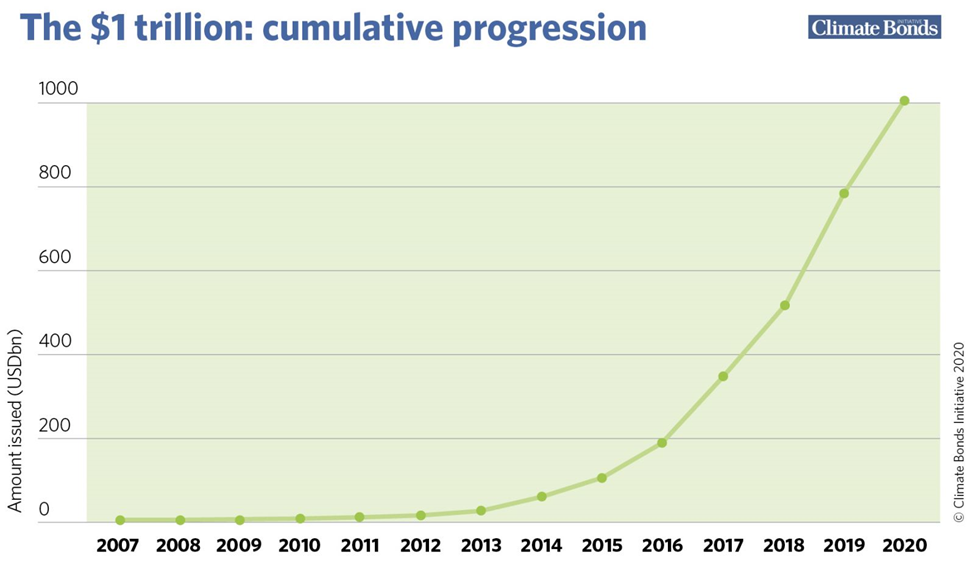 The $1 trillion: cumulative progression
INITIATIVE
Climate Bonds
1000
800
600
400
200
0
Amount issued (USDbn)
2007 2008 2009 2010 2011 2012 2013 2014 2015 2016 2017 2018 2019 2020
© Climate Bonds Initiative 2020